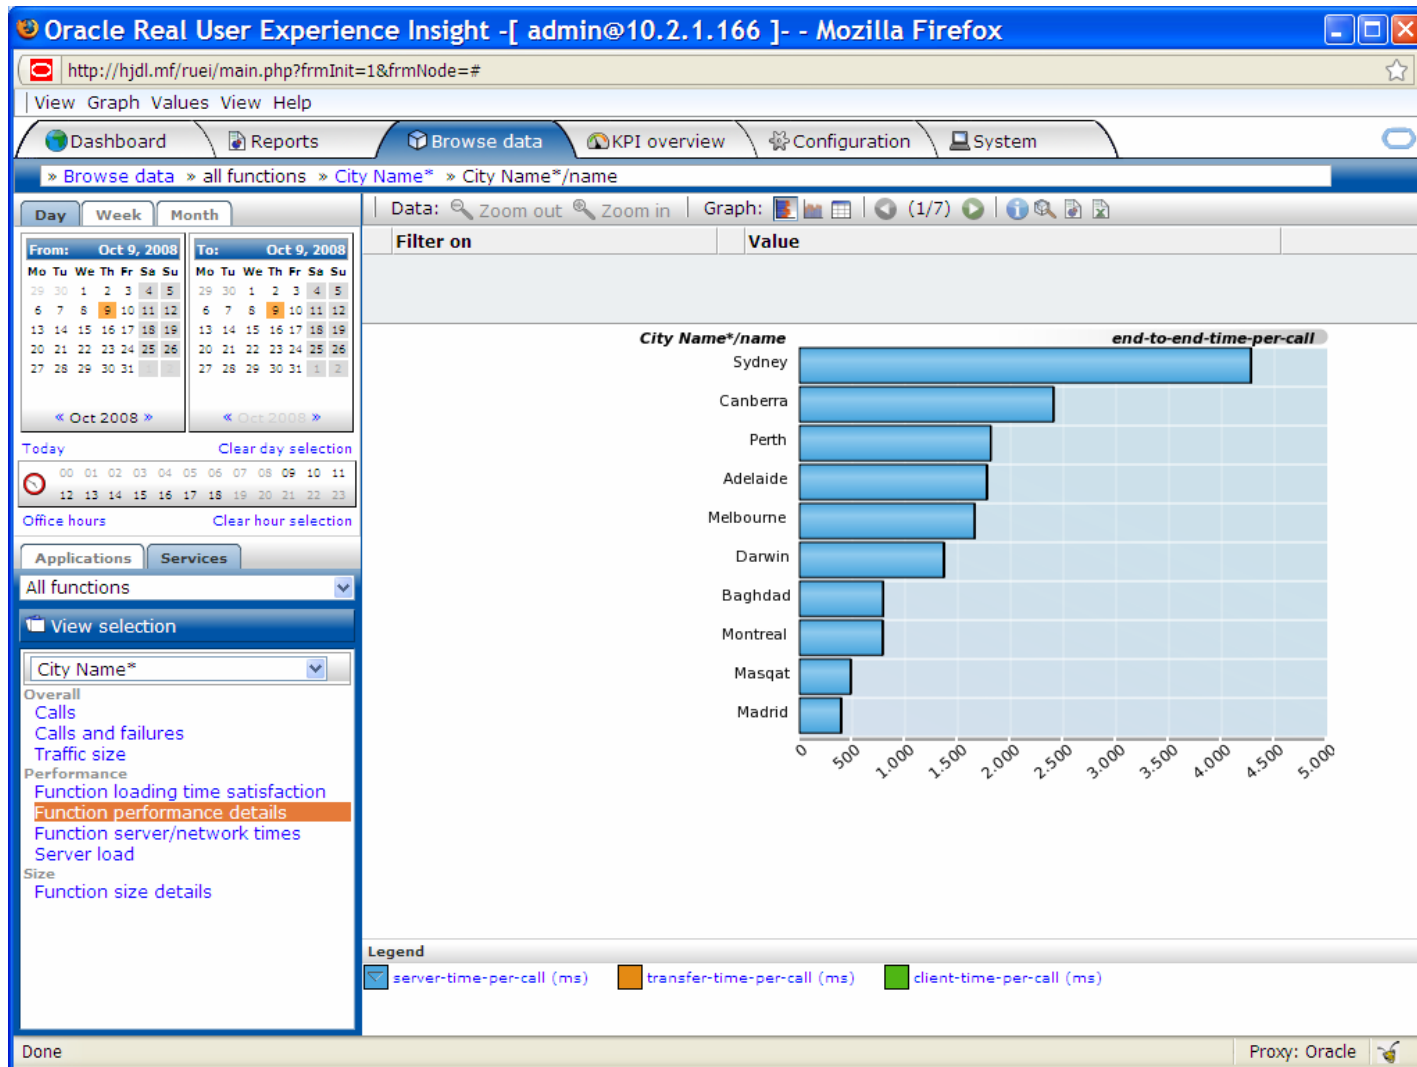 Oracle Real User Experience Insight -[ admin@10.2.1.166 ]- - Mozilla Firefox
http://hjdl.mf/ruei/main.php?frmInit=1&frmNode=#
View Graph Values View Help
Dashboard Reports Browse data KPI overview Configuration System
» Browse data » all functions » City Name* » City Name*/name
Day Week Month
Data: Zoom out Zoom in Graph: (1/7)
Filter on Value
From: Oct 9, 2008 To: Oct 9, 2008
Mo Tu We Th Fr Sa Su Mo Tu We Th Fr Sa Su
29 30 1 2 3 4 5 29 30 1 2 3 4 5
6 7 8 9 10 11 12 6 7 8 9 10 11 12
13 14 15 16 17 18 19 13 14 15 16 17 18 19
20 21 22 23 24 25 26 20 21 22 23 24 25 26
27 28 29 30 31 1 2 27 28 29 30 31 1 2
« Oct 2008 » « Oct 2008 »
Today Clear day selection
00 01 02 03 04 05 06 07 08 09 10 11
12 13 14 15 16 17 18 19 20 21 22 23
Office hours Clear hour selection
Applications Services
All functions
View selection
City Name*
Overall
Calls
Calls and failures
Traffic size
Performance
Function loading time satisfaction
Function performance details
Function server/network times
Server load
Size
Function size details
City Name*/name end-to-end-time-per-call
Sydney
Canberra
Perth
Adelaide
Melbourne
Darwin
Baghdad
Montreal
Masqat
Madrid
0 500 1.000 1.500 2.000 2.500 3.000 3.500 4.000 4.500 5.000
Legend
server-time-per-call (ms) transfer-time-per-call (ms) client-time-per-call (ms)
Done Proxy: Oracle